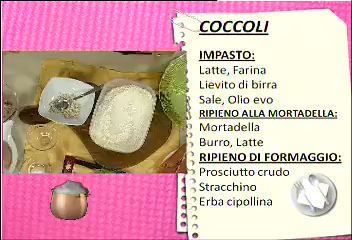 COCCOLI
IMPASTO:
Latte, Farina
Lievito di birra
Sale, Olio evo
RIPIENO ALLA MORTADELLA:
Mortadella
Burro, Latte
RIPIENO DI FORMAGGIO:
Prosciutto crudo
Stracchino
Erba cipollina